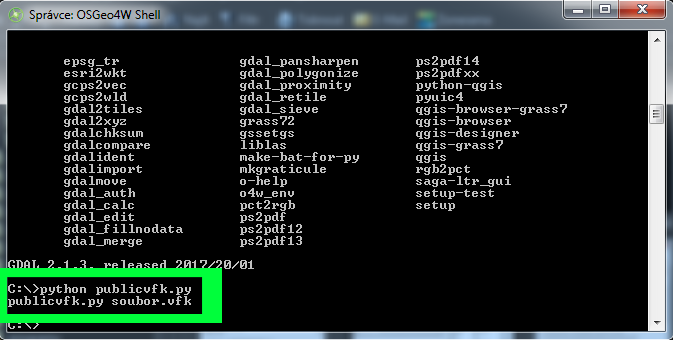 Správce: OSGeo4W Shell
epsg_tr gdal_pansharpen ps2pdf14
esri2wkt gdal_polygonize ps2pdfxx
gcps2vec gdal_proximity python-qgis
gcps2wld gdal_retile pyuic4
gdal2tiles gdal_sieve qgis-browser-grass7
gdal2xyz grass72 qgis-browser
gdalchksum gssetgs qgis-designer
gdalcompare liblas qgis-grass7
gdalident make-bat-for-py qgis
gdalimport mkgraticule rgb2pct
gdalmove o-help saga-ltr_gui
gdal_auth o4w_env setup-test
gdal_calc pct2rgb setup
gdal_edit ps2pdf
gdal_fillnodata ps2pdf12
gdal_merge ps2pdf13
GDAL 2.1.3, released 2017/20/01
C:\>python publicvfk.py
publicvfk.py soubor.vfk
C:\>